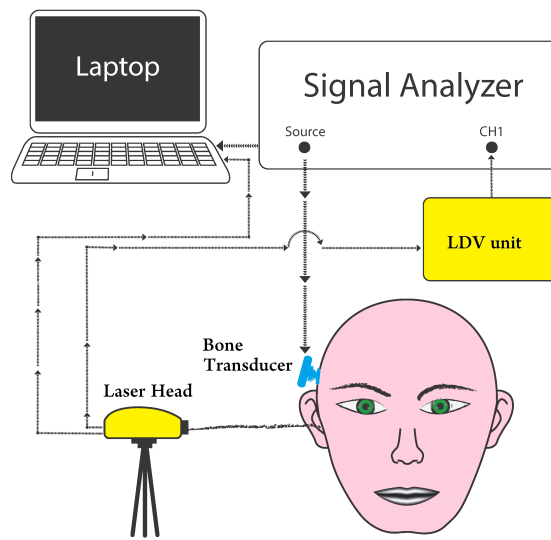 Laptop
Signal Analyzer
Source
CH1
LDV unit
Bone
Transducer
Laser Head